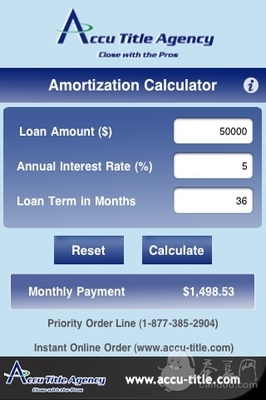 Accu Title Agency
Close with the Pros
Amortization Calculator
i
Loan Amount ($)
50000
Annual Interest Rate (%)
5
Loan Term in Months
36
Reset
Calculate
Monthly Payment
$1,498.53
Priority Order Line (1-877-385-2904)
Instant Online Order (www.accu-title.com)
Accu Title Agency
Close with the Pros
www.accu-title.com